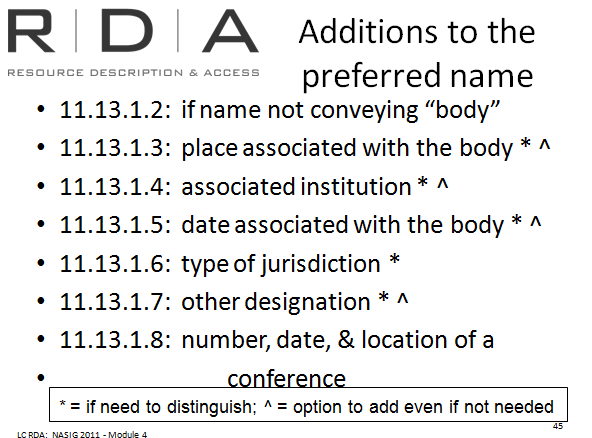 R | D | A
RESOURCE DESCRIPTION & ACCESS
Additions to the
preferred name
• 11.13.1.2: if name not conveying “body”
• 11.13.1.3: place associated with the body * ^
• 11.13.1.4: associated institution * ^
• 11.13.1.5: date associated with the body * ^
• 11.13.1.6: type of jurisdiction *
• 11.13.1.7: other designation * ^
• 11.13.1.8: number, date, & location of a
• conference
* = if need to distinguish; ^ = option to add even if not needed
45
LC RDA: NASIG 2011 - Module 4